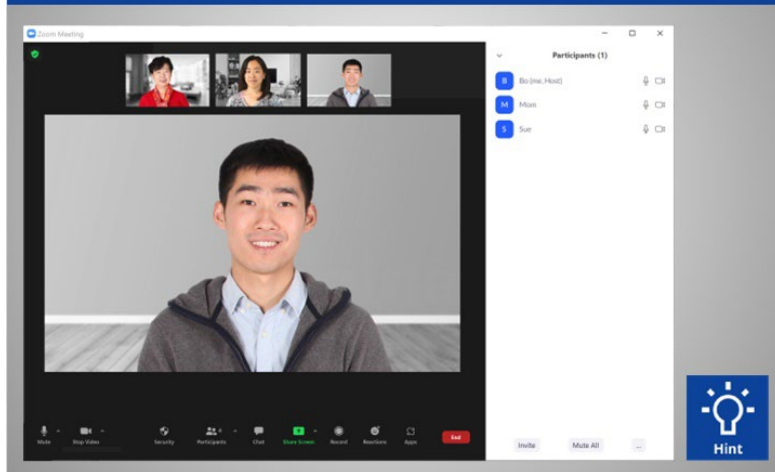 Zoom Meeting
Participants (1)
B Bo (me, Host)
M Mom
S Sue
Mute
Stop Video
Security
Participants
Chat
Share Screen
Record
Reactions
Apps
End
Invite
Mute All
...
Hint